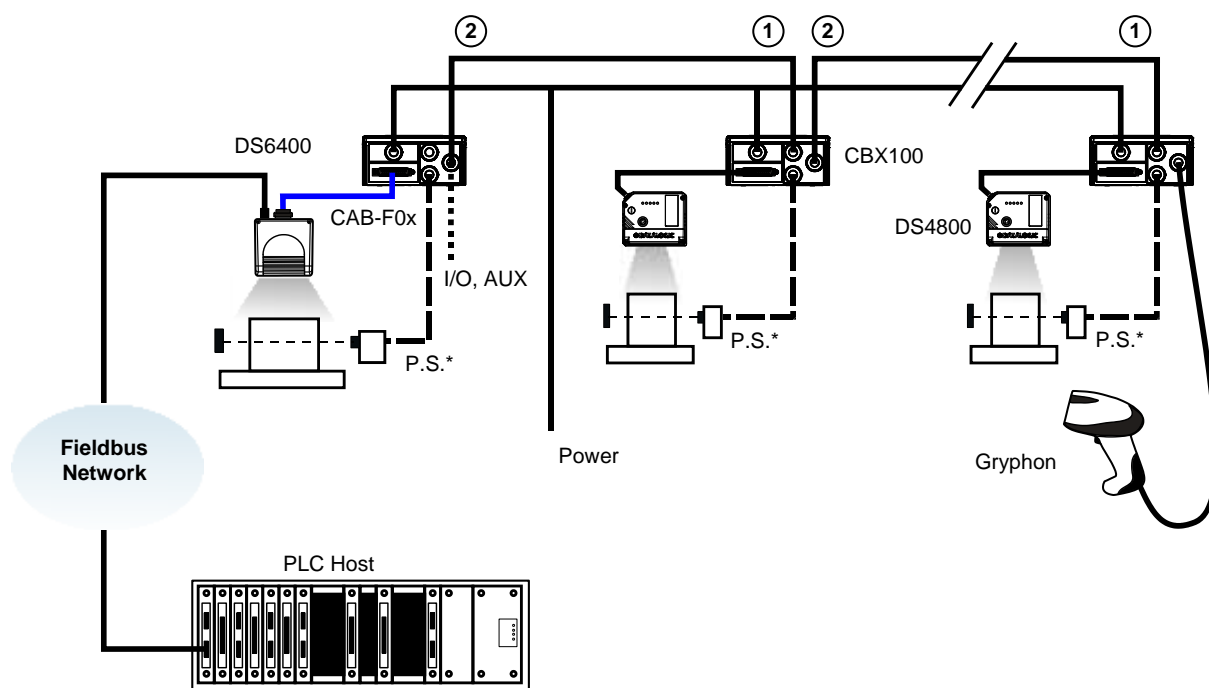 2
1
2
1
DS6400
CBX100
CAB-F0x
DS4800
I/O, AUX
P.S.*
P.S.*
P.S.*
Fieldbus
Network
Power
Gryphon
PLC Host